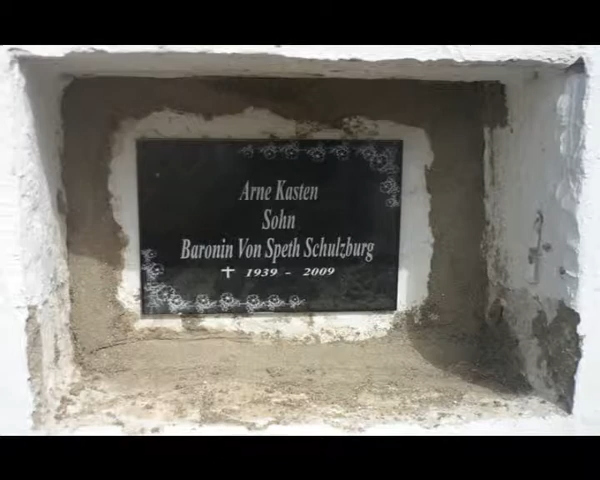 Arne Kasten
Sohn
Baronin Von Speth Schulzburg
✝ 1939 - 2009